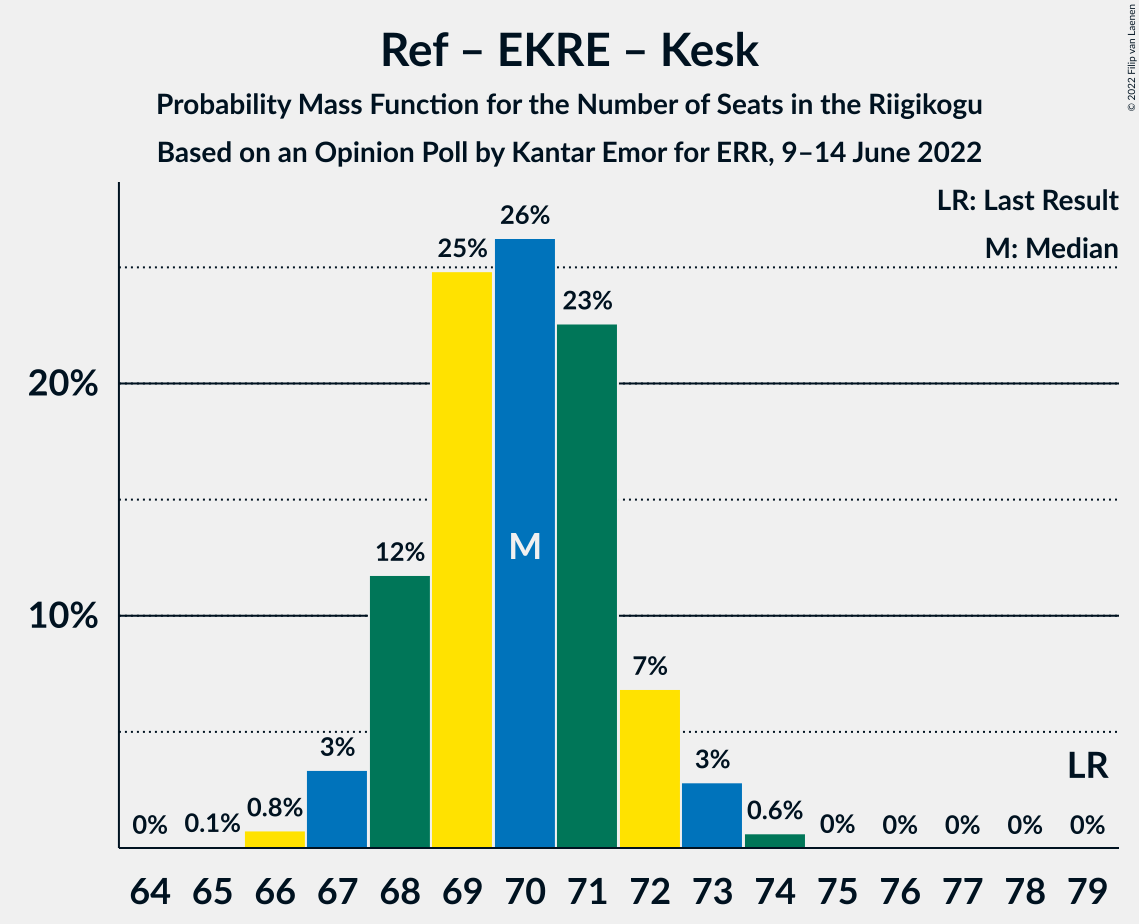 Ref – EKRE – Kesk
Probability Mass Function for the Number of Seats in the Riigikogu
Based on an Opinion Poll by Kantar Emor for ERR, 9–14 June 2022
© 2022 Filip van Laenen
LR: Last Result
M: Median
20%
10%
0%
0.1%
0.8%
3%
12%
25%
26%
23%
7%
3%
0.6%
0%
0%
0%
0%
0%
M
LR
64 65 66 67 68 69 70 71 72 73 74 75 76 77 78 79